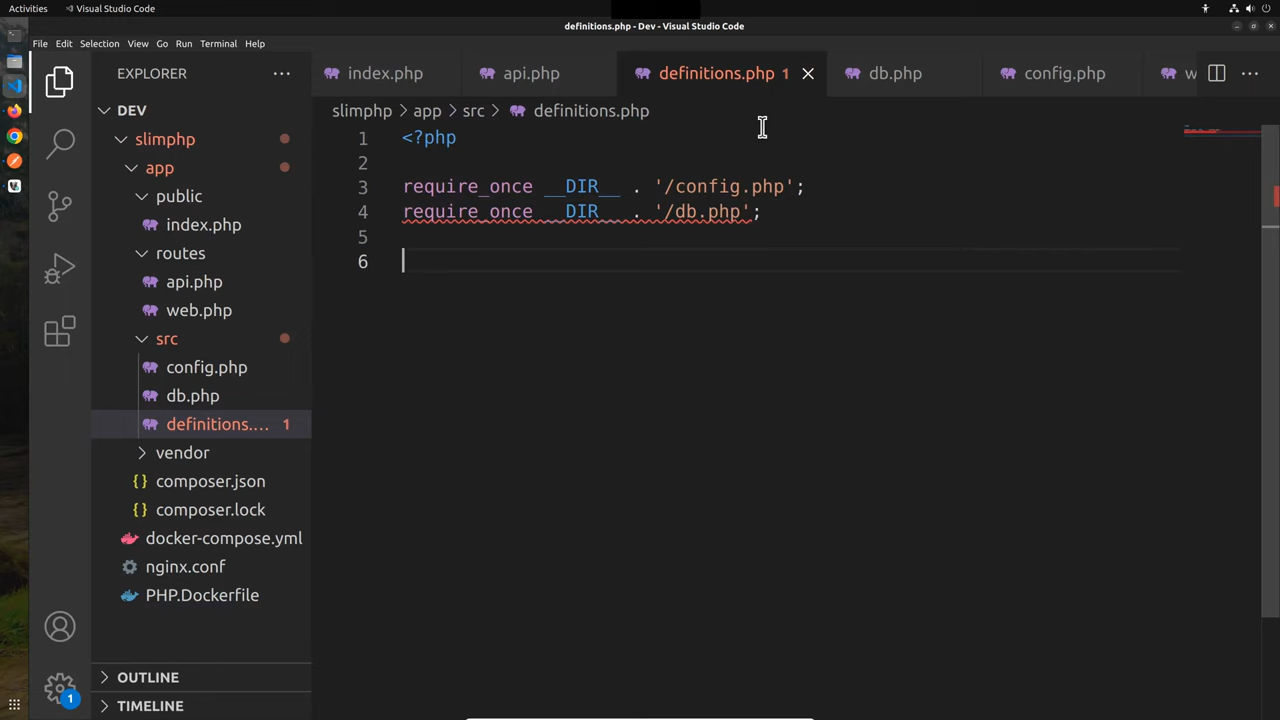 Activities
Visual Studio Code
definitions.php - Dev - Visual Studio Code
File Edit Selection View Go Run Terminal Help
EXPLORER
DEV
slimphp
app
public
index.php
routes
api.php
web.php
src
config.php
db.php
definitions.... 1
vendor
composer.json
composer.lock
docker-compose.yml
nginx.conf
PHP.Dockerfile
OUTLINE
TIMELINE
1
index.php api.php definitions.php 1 db.php config.php w
slimphp > app > src > definitions.php
1 <?php
2
3 require_once __DIR__ . '/config.php';
4 require_once __DIR__ . '/db.php';
5
6